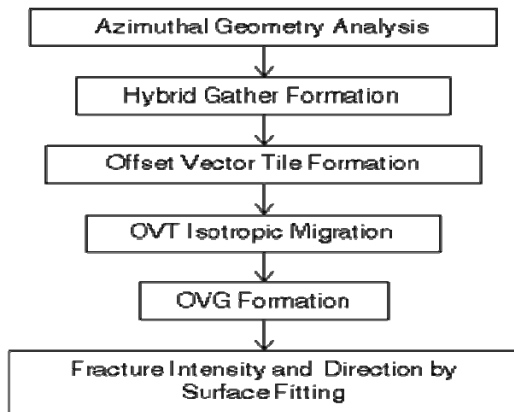 Azimuthal Geometry Analysis
Hybrid Gather Formation
Offset Vector Tile Formation
OVT Isotropic Migration
OVG Formation
Fracture Intensity and Direction by
Surface Fitting